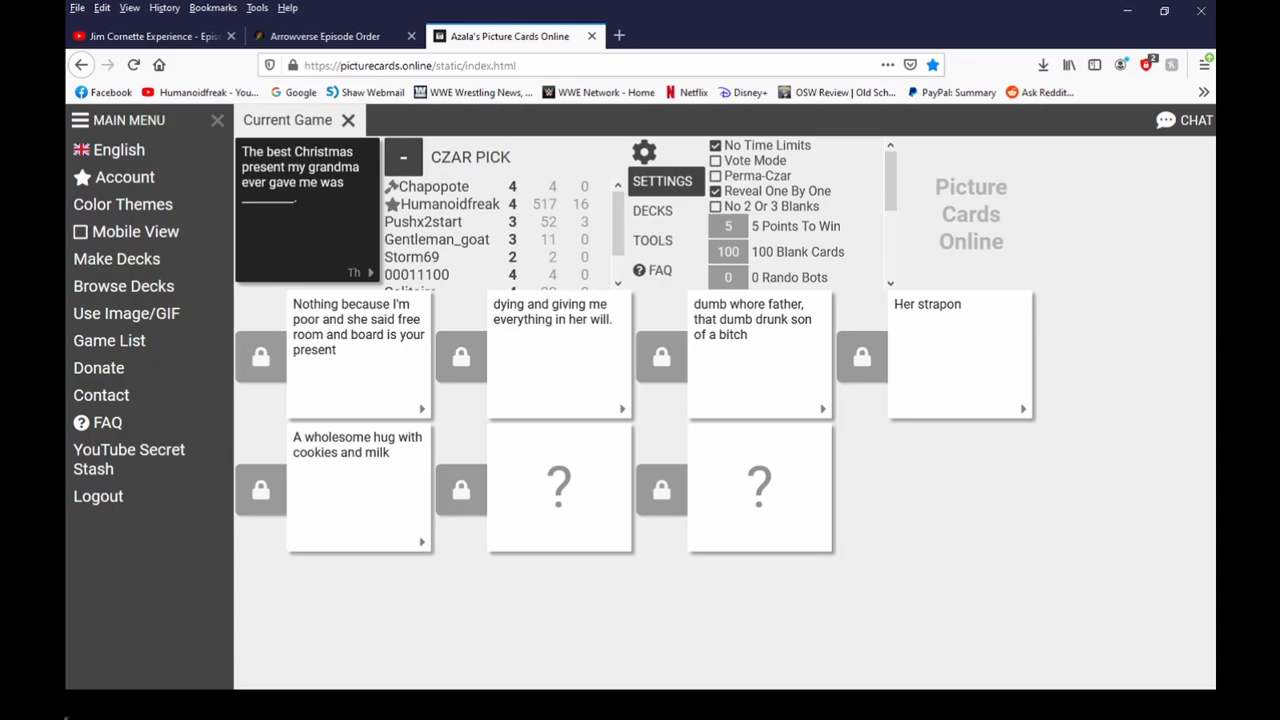 File Edit View History Bookmarks Tools Help
Jim Cornette Experience - Epis
Arrowverse Episode Order
Azala's Picture Cards Online
https://picturecards.online/static/index.html
2
Facebook
Humanoidfreak - You...
Google
Webmail
WWE Wrestling News, ...
WWE Network - Home
Netflix
Disney+
OSW Review | Old Sch...
PayPal: Summary
Ask Reddit...
MAIN MENU
Current Game
CHAT
English
Account
Color Themes
Mobile View
Make Decks
Browse Decks
Use Image/GIF
Game List
Donate
Contact
FAQ
YouTube Secret
Stash
Logout
The best Christmas
present my grandma
ever gave me was
________.
Th
- CZAR PICK
Chapopote 4 4 0
Humanoidfreak 4 517 16
Pushx2start 3 52 3
Gentleman_goat 3 11 0
Storm69 2 2 0
00011100 4 4 0
SETTINGS
DECKS
TOOLS
FAQ
No Time Limits
Vote Mode
Perma-Czar
Reveal One By One
No 2 Or 3 Blanks
5 5 Points To Win
100 100 Blank Cards
0 0 Rando Bots
Picture
Cards
Online
Nothing because I'm
poor and she said free
room and board is your
present
dying and giving me
everything in her will.
dumb whore father,
that dumb drunk son
of a bitch
Her strapon
A wholesome hug with
cookies and milk
?
?